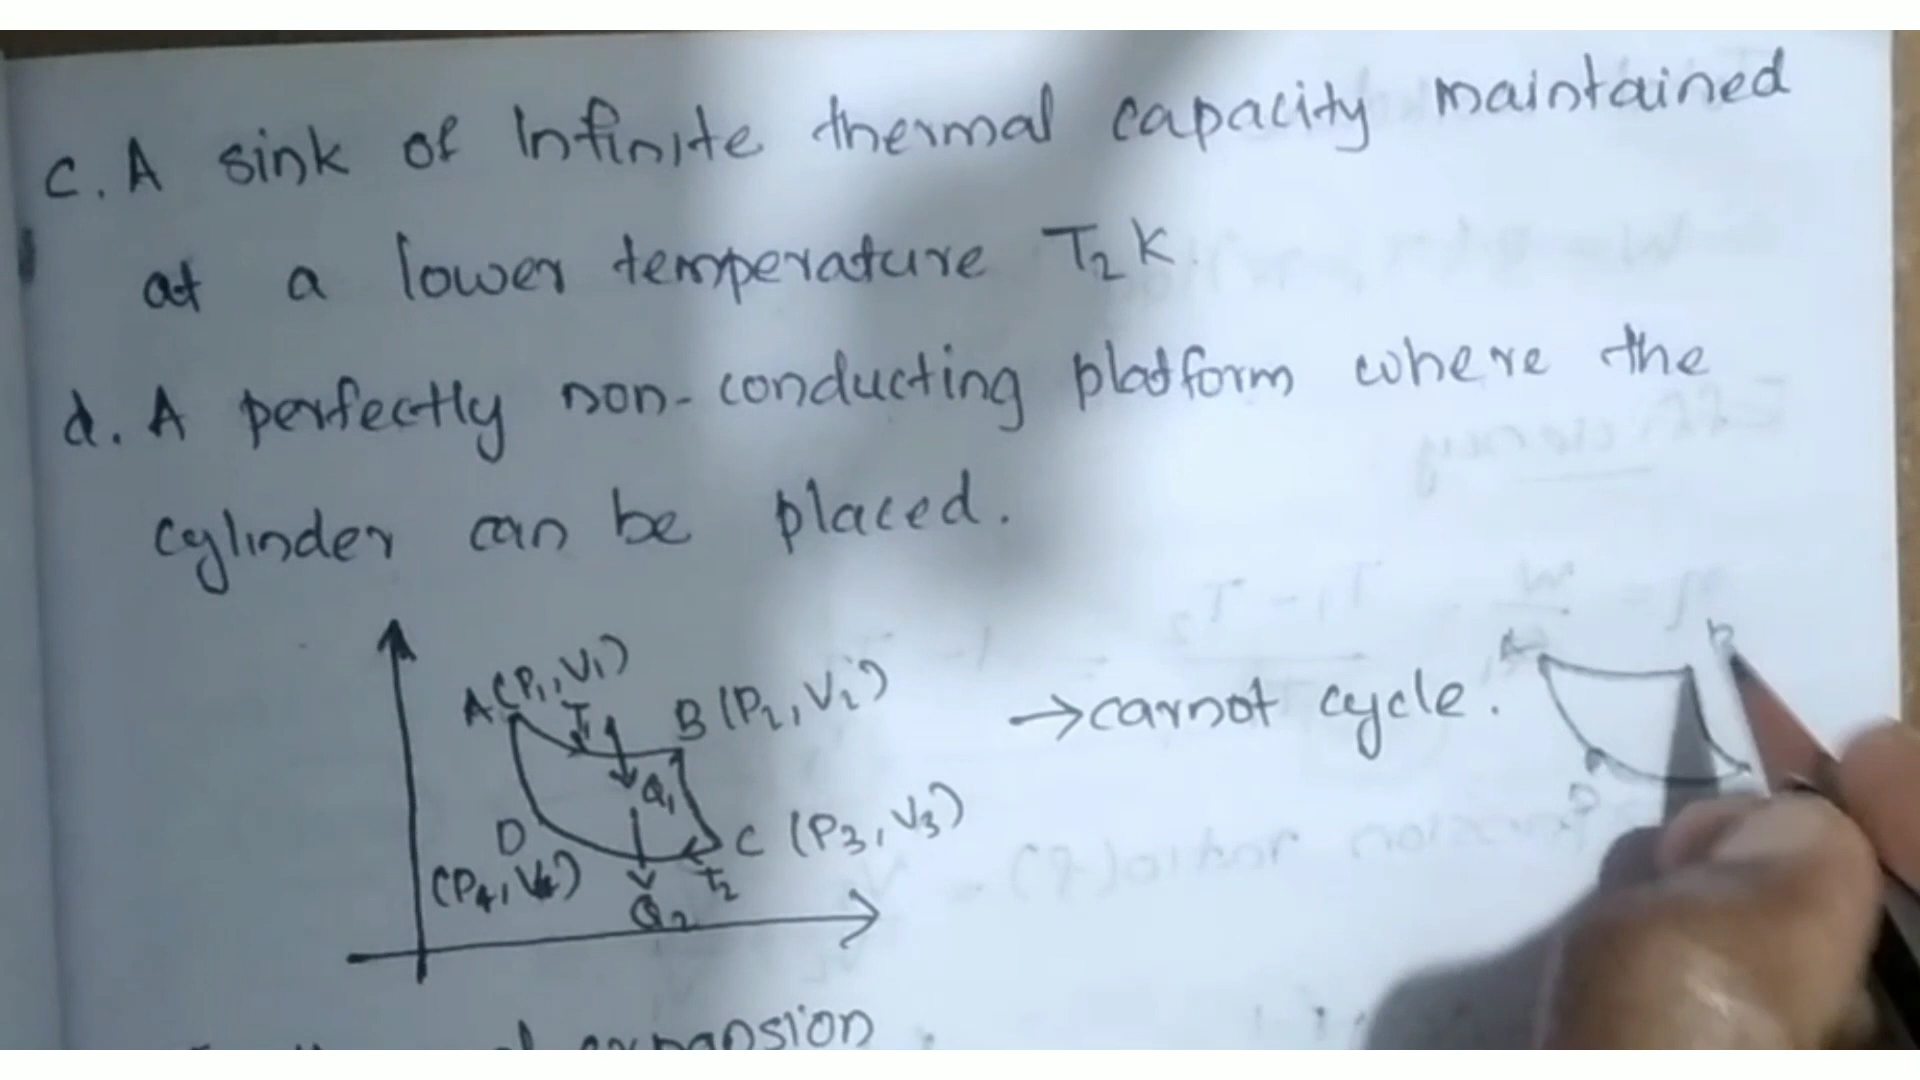 c. A sink of Infinite thermal capacity maintained
at a lower temperature T₂ K
d. A perfectly non-conducting platform where the
cylinder can be placed.
A(P₁, V₁)
T₁
B (P₂, V₂)
Q₁
→ carnot cycle.
A
B
D
D
C (P₃, V₃)
(P₄, V₄)
T₂
Q₂
expansion